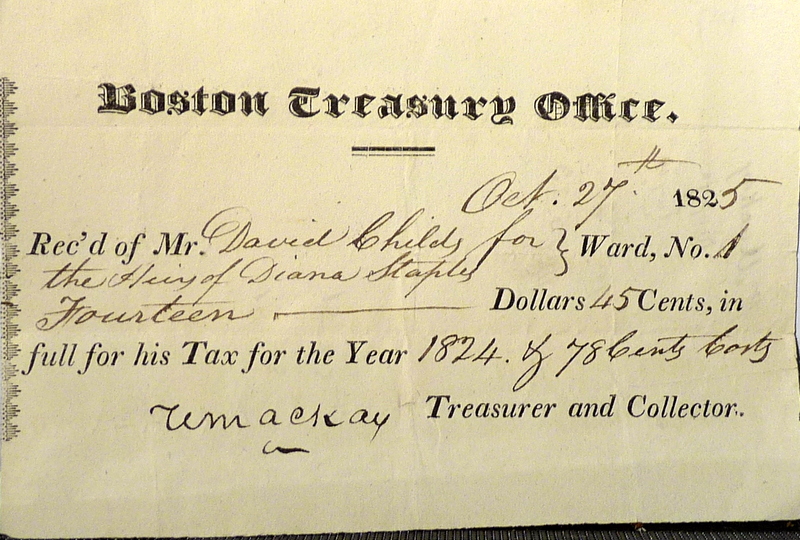 Boston Treasury Office.
Oct. 27th 1825
Rec'd of Mr. David Childs for } Ward, No. 1
the Heirs of Diana Staples
Fourteen Dollars 45 Cents, in
full for his Tax for the Year 1824. & 78 Cents Costs
Wm Mackay Treasurer and Collector.